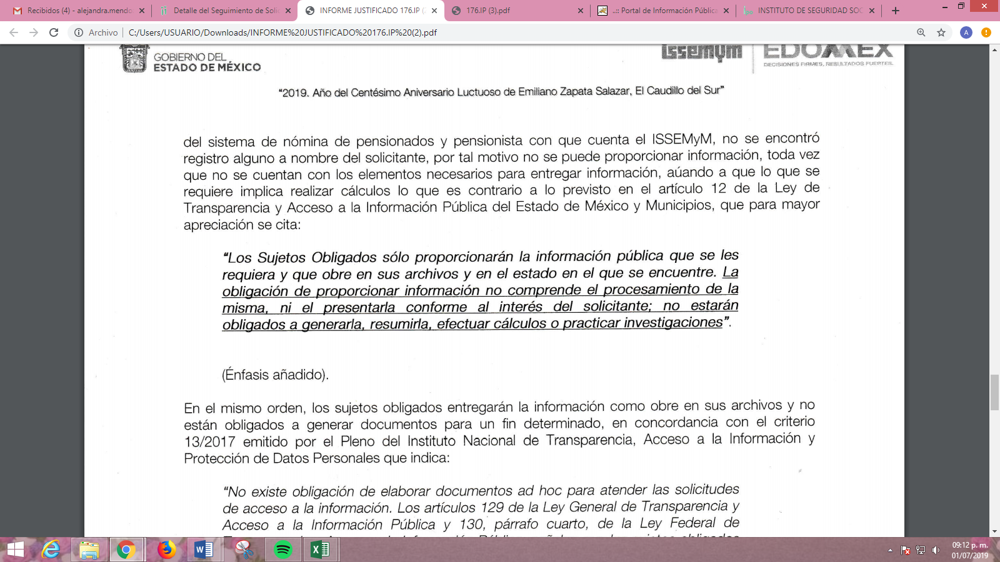 Recibidos (4) - alejandra.mendo
Detalle del Seguimiento de Soli
INFORME JUSTIFICADO 176.IP (
176.IP (3).pdf
..:: Portal de Información Pública
INSTITUTO DE SEGURIDAD SOC
Archivo
C:/Users/USUARIO/Downloads/INFORME%20JUSTIFICADO%20176.IP%20(2).pdf
A
GOBIERNO DEL
ESTADO DE MÉXICO
issemym
EDOMEX
DECISIONES FIRMES, RESULTADOS FUERTES.
“2019. Año del Centésimo Aniversario Luctuoso de Emiliano Zapata Salazar, El Caudillo del Sur”
del sistema de nómina de pensionados y pensionista con que cuenta el ISSEMyM, no se encontró
registro alguno a nombre del solicitante, por tal motivo no se puede proporcionar información, toda vez
que no se cuentan con los elementos necesarios para entregar información, aúando a que lo que se
requiere implica realizar cálculos lo que es contrario a lo previsto en el artículo 12 de la Ley de
Transparencia y Acceso a la Información Pública del Estado de México y Municipios, que para mayor
apreciación se cita:
“Los Sujetos Obligados sólo proporcionarán la información pública que se les
requiera y que obre en sus archivos y en el estado en el que se encuentre. La
obligación de proporcionar información no comprende el procesamiento de la
misma, ni el presentarla conforme al interés del solicitante; no estarán
obligados a generarla, resumirla, efectuar cálculos o practicar investigaciones”.
(Énfasis añadido).
En el mismo orden, los sujetos obligados entregarán la información como obre en sus archivos y no
están obligados a generar documentos para un fin determinado, en concordancia con el criterio
13/2017 emitido por el Pleno del Instituto Nacional de Transparencia, Acceso a la Información y
Protección de Datos Personales que indica:
“No existe obligación de elaborar documentos ad hoc para atender las solicitudes
de acceso a la información. Los artículos 129 de la Ley General de Transparencia y
Acceso a la Información Pública y 130, párrafo cuarto, de la Ley Federal de
09:12 p. m.
01/07/2019